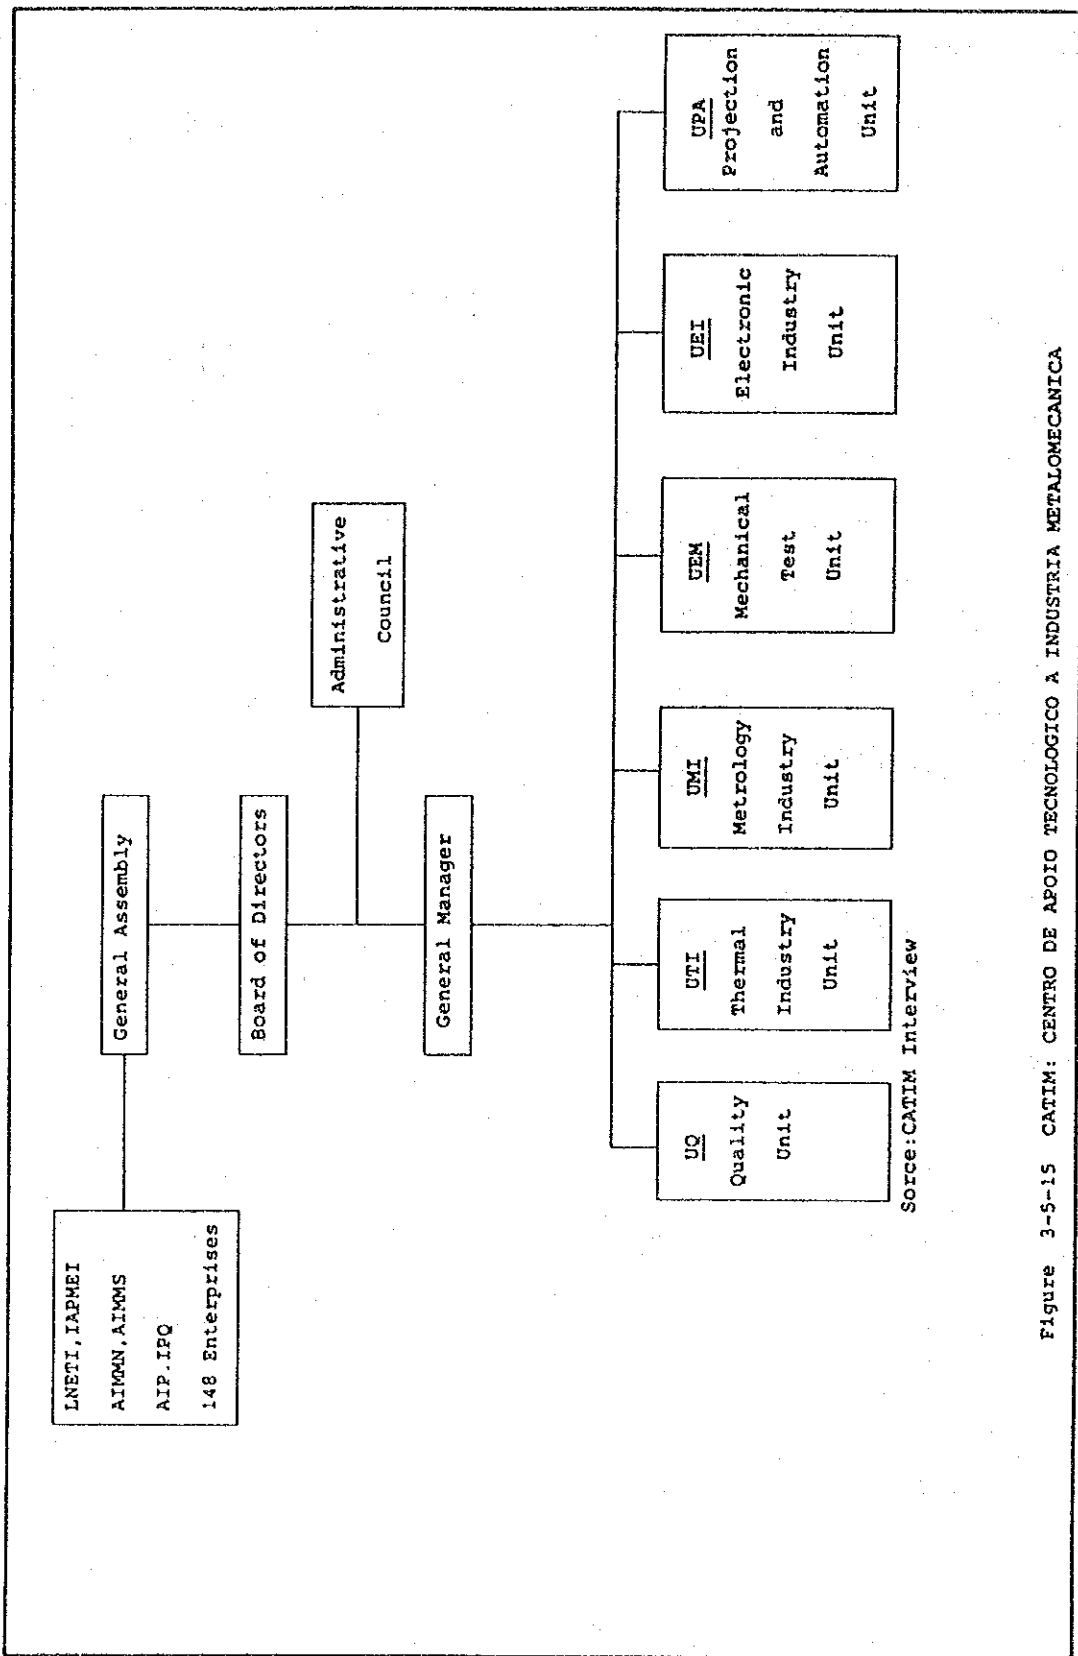 LNETI,IAPMEI
AIMMN,AIMMS
AIP.IPQ
148 Enterprises
General Assembly
Board of Directors
Administrative
Council
General Manager
UQ
Quality
Unit
UTI
Thermal
Industry
Unit
UMI
Metrology
Industry
Unit
UEM
Mechanical
Test
Unit
UEI
Electronic
Industry
Unit
UPA
Projection
and
Automation
Unit
Sorce:CATIM Interview
Figure 3-5-15 CATIM: CENTRO DE APOIO TECNOLOGICO A INDUSTRIA METALOMECANICA